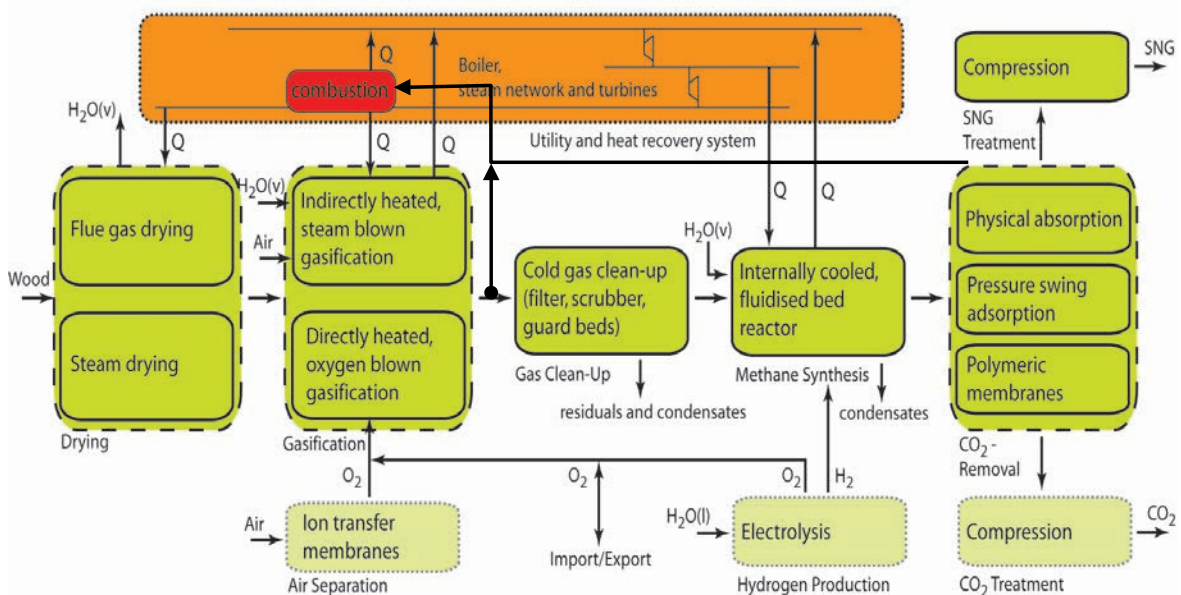 Q
combustion
Boiler,
steam network and turbines
Utility and heat recovery system
Compression
SNG
SNG
Treatment
H2O(v)
Q
Q
Q
Q
Q
Wood
Flue gas drying
Steam drying
Drying
H2O(v)
Air
Indirectly heated,
steam blown
gasification
Directly heated,
oxygen blown
gasification
Gasification
Cold gas clean-up
(filter, scrubber,
guard beds)
Gas Clean-Up
residuals and condensates
H2O(v)
Internally cooled,
fluidised bed
reactor
Methane Synthesis
condensates
Physical absorption
Pressure swing
adsorption
Polymeric
membranes
CO2 -
Removal
O2
O2
O2
H2
Air
Ion transfer
membranes
Air Separation
Import/Export
H2O(l)
Electrolysis
Hydrogen Production
Compression
CO2
CO2 Treatment